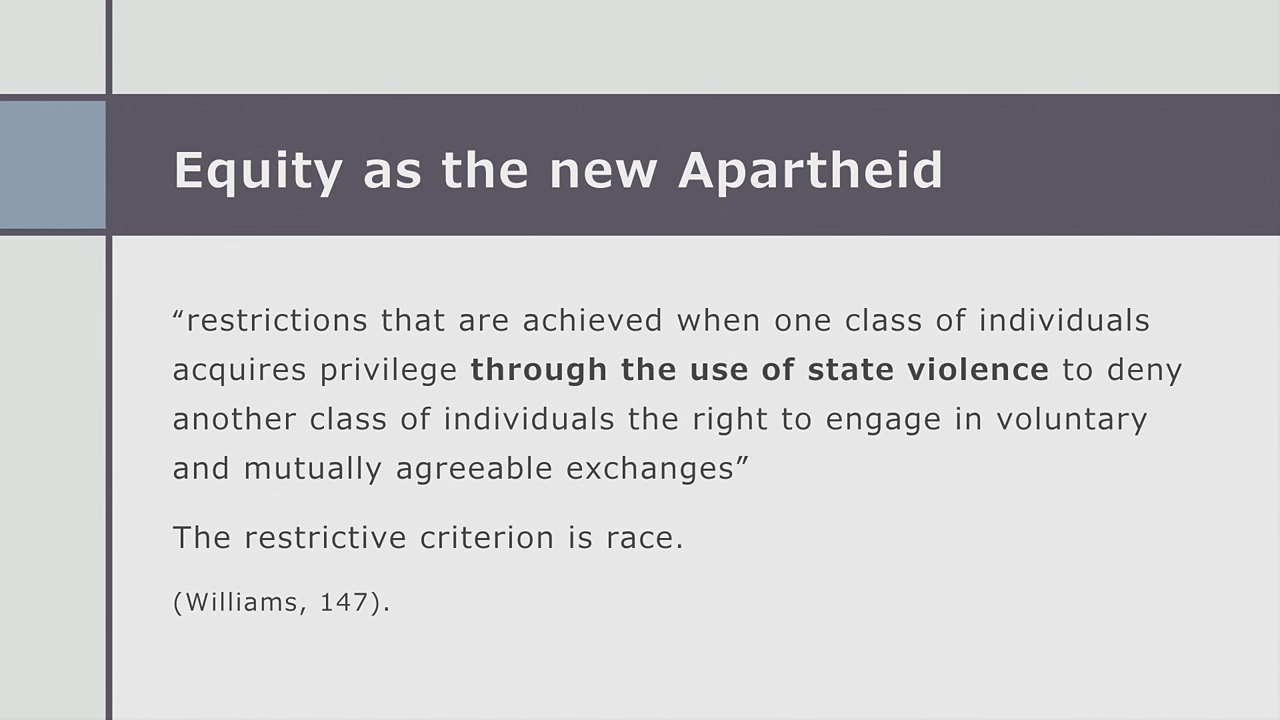 Equity as the new Apartheid
“restrictions that are achieved when one class of individuals
acquires privilege through the use of state violence to deny
another class of individuals the right to engage in voluntary
and mutually agreeable exchanges”
The restrictive criterion is race.
(Williams, 147).